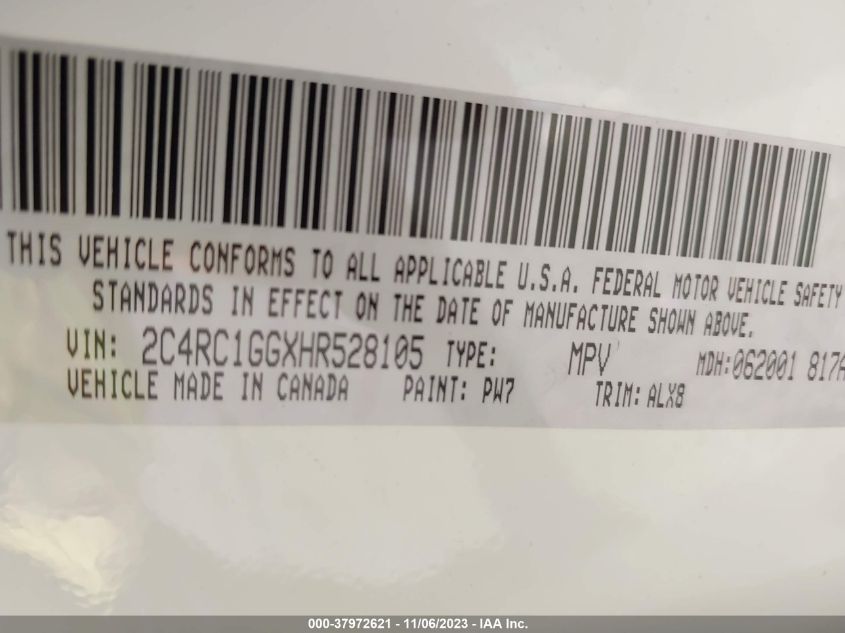 THIS VEHICLE CONFORMS TO ALL APPLICABLE U.S.A. FEDERAL MOTOR VEHICLE SAFETY
STANDARDS IN EFFECT ON THE DATE OF MANUFACTURE SHOWN ABOVE.
VIN: 2C4RC1GGXHR528105 TYPE: MPV MDH:062001 817A
VEHICLE MADE IN CANADA PAINT: PW7 TRIM: ALX8
000-37972621 - 11/06/2023 - IAA Inc.